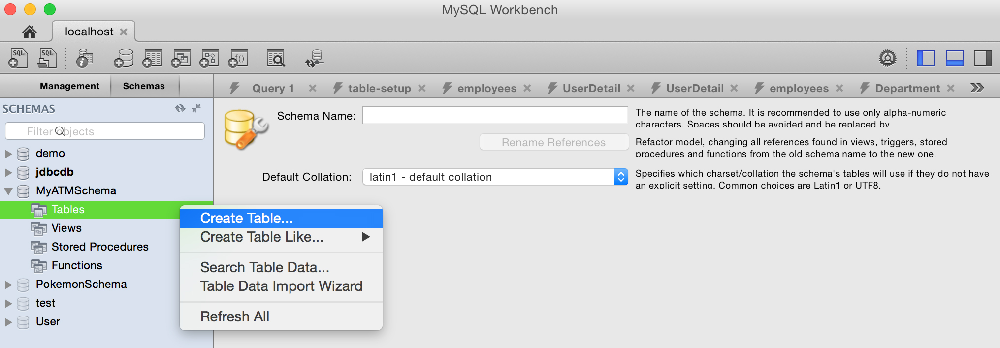 MySQL Workbench
localhost
SQL SQL f()
Management Schemas
Query 1 table-setup employees UserDetail UserDetail employees Department
SCHEMAS
Filter objects
demo
jdbcdb
MyATMSchema
Tables
Views
Stored Procedures
Functions
PokemonSchema
test
User
Schema Name:
The name of the schema. It is recommended to use only alpha-numeric
characters. Spaces should be avoided and be replaced by
Rename References
Refactor model, changing all references found in views, triggers, stored
procedures and functions from the old schema name to the new one.
Default Collation:
latin1 - default collation
Specifies which charset/collation the schema's tables will use if they do not have
an explicit setting. Common choices are Latin1 or UTF8.
Create Table...
Create Table Like...
Search Table Data...
Table Data Import Wizard
Refresh All